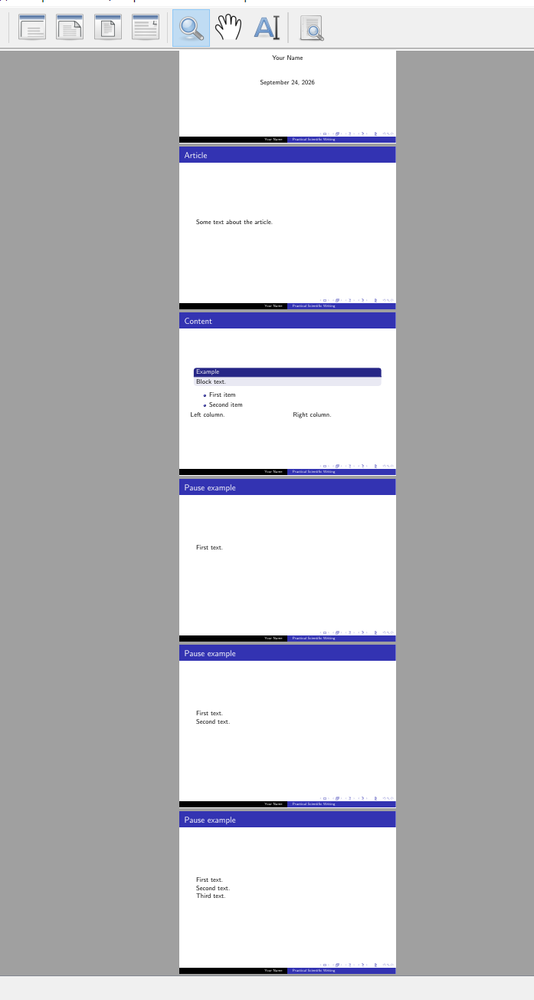 Your Name
September 24, 2026
Your Name Practical Scientific Writing
Article
Some text about the article.
Your Name Practical Scientific Writing
Content
Example
Block text.
First item
Second item
Left column. Right column.
Your Name Practical Scientific Writing
Pause example
First text.
Your Name Practical Scientific Writing
Pause example
First text.
Second text.
Your Name Practical Scientific Writing
Pause example
First text.
Second text.
Third text.
Your Name Practical Scientific Writing